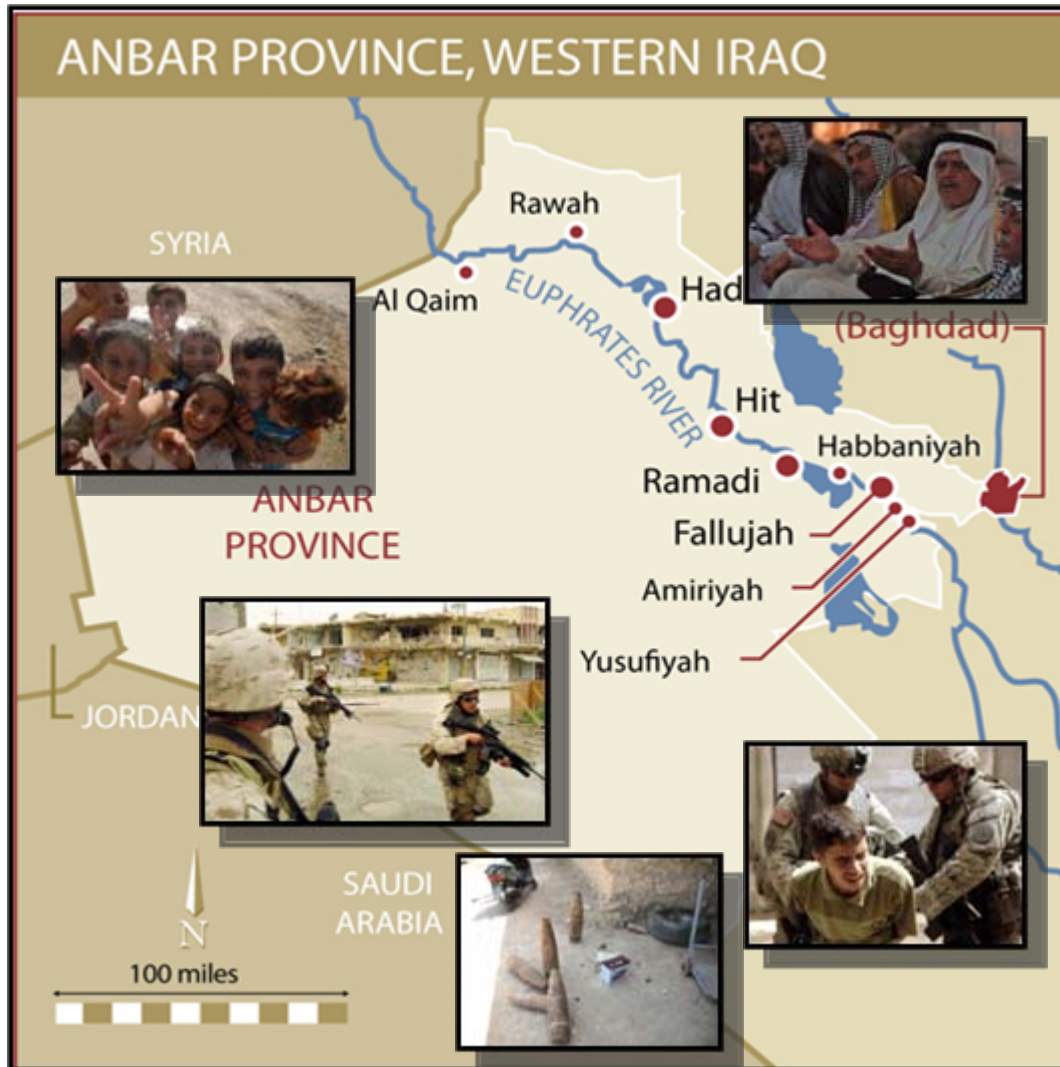 ANBAR PROVINCE, WESTERN IRAQ
Rawah
SYRIA
Al Qaim
Had
EUPHRATES RIVER
(Baghdad)
Hit
Habbaniyah
Ramadi
ANBAR
PROVINCE
Fallujah
Amiriyah
Yusufiyah
JORDAN
SAUDI
ARABIA
N
100 miles